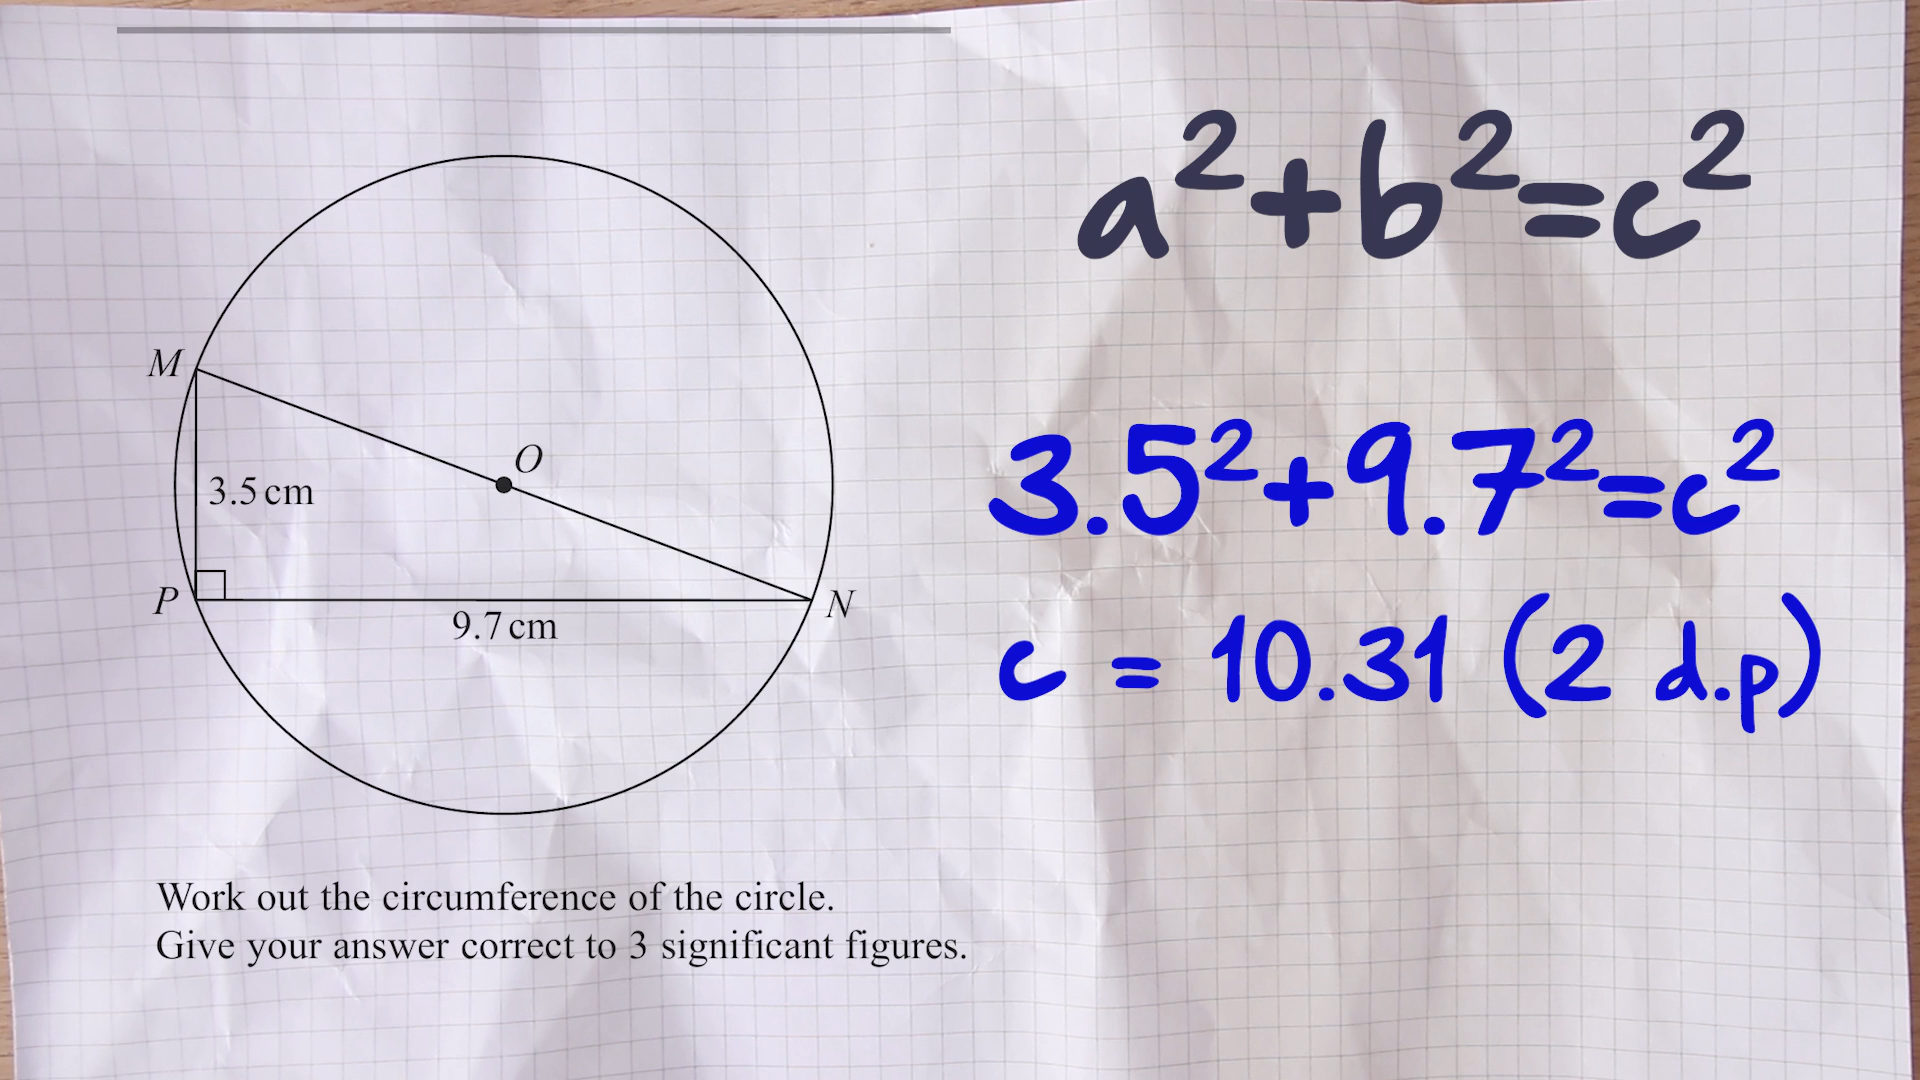 a²+b²=c²
M
O
3.5 cm
P
N
9.7 cm
3.5²+9.7²=c²
c = 10.31 (2 d.p)
Work out the circumference of the circle.
Give your answer correct to 3 significant figures.